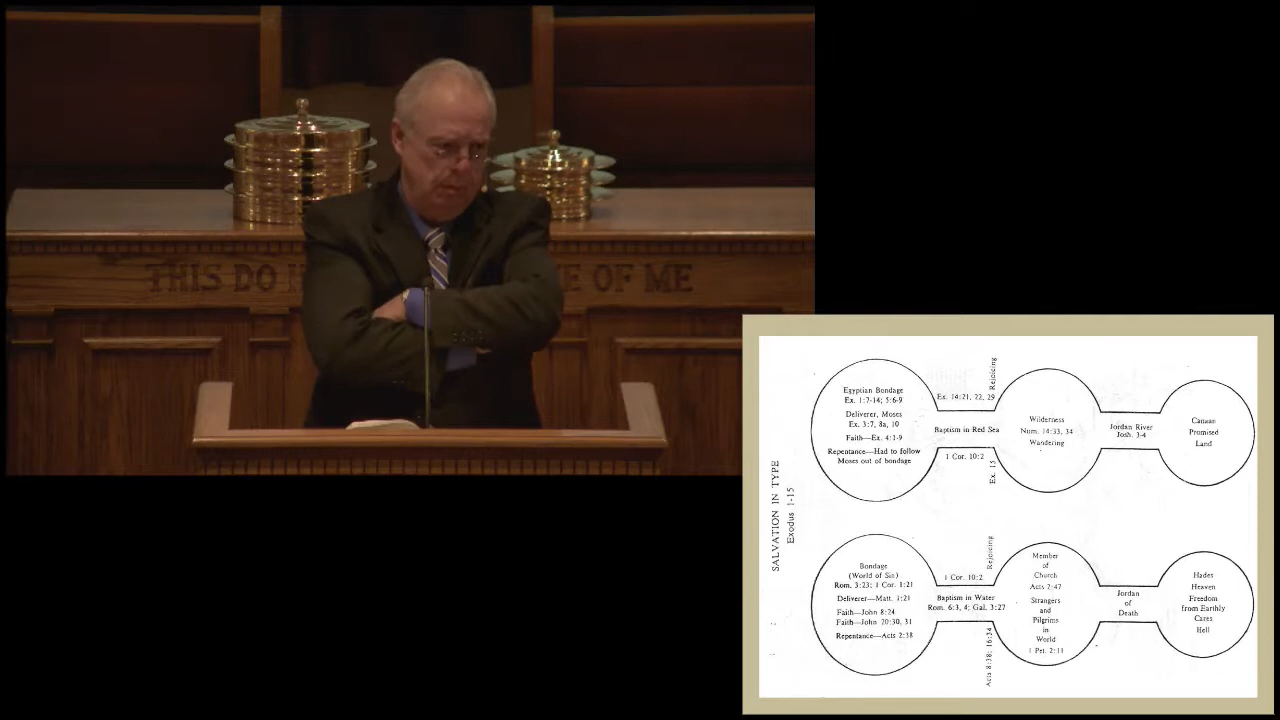 THIS DO
E OF ME
SALVATION IN TYPE
Exodus 1-15
Egyptian Bondage
Ex. 1:7-14; 5:6-9
Deliverer, Moses
Ex. 3:7, 8a, 10
Faith—Ex. 4:1-9
Repentance—Had to follow
Moses out of bondage
Ex. 14:21, 22, 29
Rejoicing
Baptism in Red Sea
1 Cor. 10:2
Ex. 15
Wilderness
Num. 14:33, 34
Wandering
Jordan River
Josh. 3-4
Canaan
Promised
Land
Bondage
(World of Sin)
Rom. 3:23; 1 Cor. 1:21
Deliverer—Matt. 1:21
Faith—John 8:24
Faith—John 20:30, 31
Repentance—Acts 2:38
1 Cor. 10:2
Rejoicing
Baptism in Water
Rom. 6:3, 4; Gal. 3:27
Acts 8:38; 16:34
Member
of
Church
Acts 2:47
Strangers
and
Pilgrims
in
World
1 Pet. 2:11
Jordan
of
Death
Hades
Heaven
Freedom
from Earthly
Cares
Hell